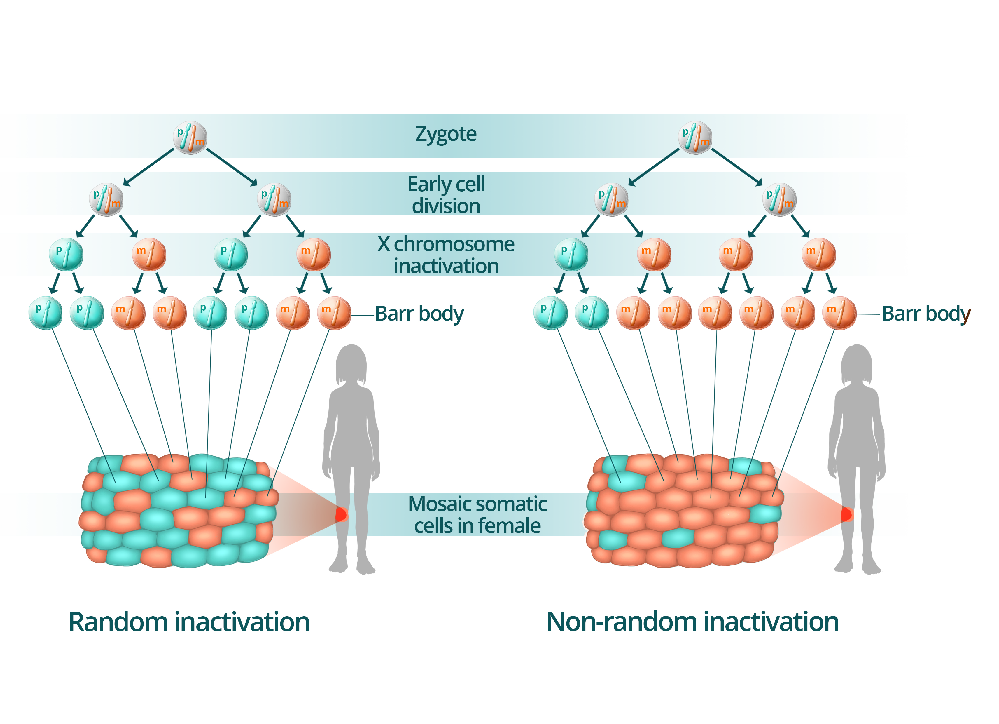 Zygote
p m
p m
Early cell
division
p m
p m
p m
p m
X chromosome
inactivation
p m p m
p m m m
p p m m p p m m
Barr body
p p m m m m m m
Barr body
Mosaic somatic
cells in female
Random inactivation
Non-random inactivation